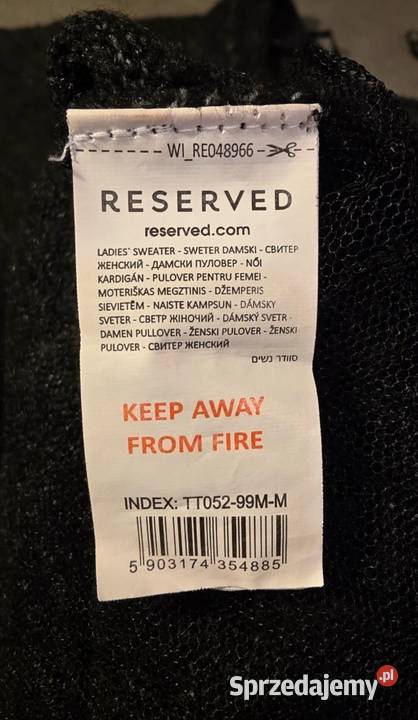 WI_RE048966
RESERVED
reserved.com
LADIES' SWEATER - SWETER DAMSKI - СВИТЕР
ЖЕНСКИЙ - ДАМСКИ ПУЛОВЕР - NŐI
KARDIGÁN - PULOVER PENTRU FEMEI -
MOTERIŠKAS MEGZTINIS - DŽEMPERIS
SIEVIETĒM - NAISTE KAMPSUN - DÁMSKY
SVETER - СВЕТР ЖІНОЧИЙ - DÁMSKÝ SVETR -
DAMEN PULLOVER - ŽENSKI PULOVER - ŽENSKI
PULOVER - СВИТЕР ЖЕНСКИЙ
סוודר נשים
KEEP AWAY
FROM FIRE
INDEX: TT052-99M-M
5 903174 354885
Sprzedajemy.pl